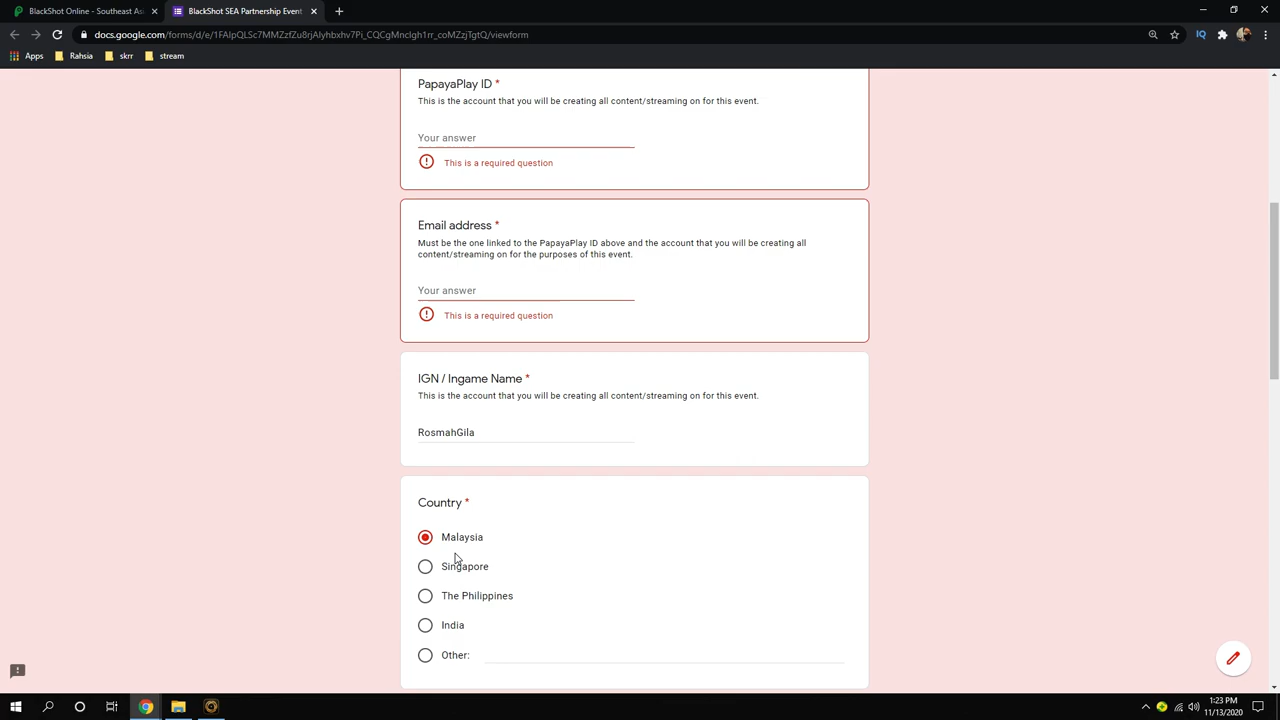 BlackShot Online - Southeast As
BlackShot SEA Partnership Event
docs.google.com/forms/d/e/1FAIpQLSc7MMZzfZu8rjAIyhbxhv7Pi_CQCgMnclgh1rr_coMZzjTgtQ/viewform
IQ
Apps
Rahsia
skrr
stream
PapayaPlay ID *
This is the account that you will be creating all content/streaming on for this event.
Your answer
This is a required question
Email address *
Must be the one linked to the PapayaPlay ID above and the account that you will be creating all
content/streaming on for the purposes of this event.
Your answer
This is a required question
IGN / Ingame Name *
This is the account that you will be creating all content/streaming on for this event.
RosmahGila
Country *
Malaysia
Singapore
The Philippines
India
Other:
1:23 PM
11/13/2020